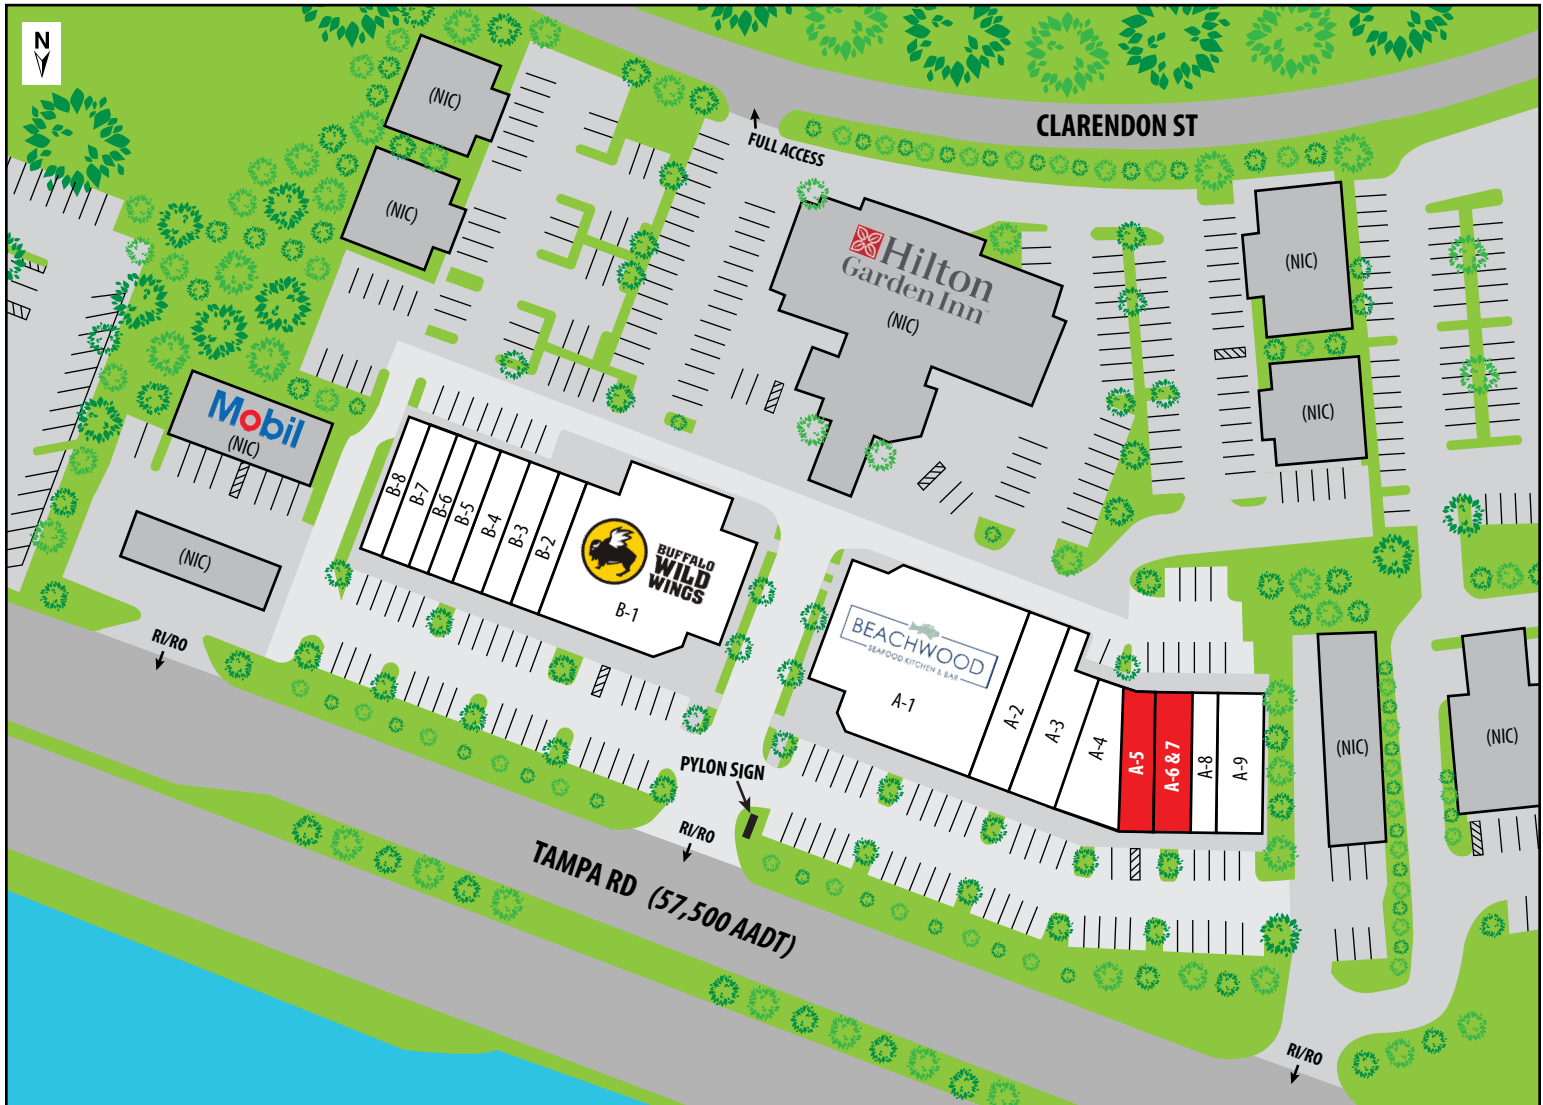 N
CLARENDON ST
FULL ACCESS
(NIC)
(NIC)
Hilton
Garden Inn
(NIC)
(NIC)
(NIC)
Mobil
(NIC)
(NIC)
B-8
B-7
B-6
B-5
B-4
B-3
B-2
BUFFALO
WILD
WINGS
B-1
BEACHWOOD
SEAFOOD KITCHEN & BAR
A-1
A-2
A-3
A-4
A-5
A-6 & 7
A-8
A-9
(NIC)
(NIC)
RI/RO
PYLON SIGN
RI/RO
TAMPA RD (57,500 AADT)
RI/RO